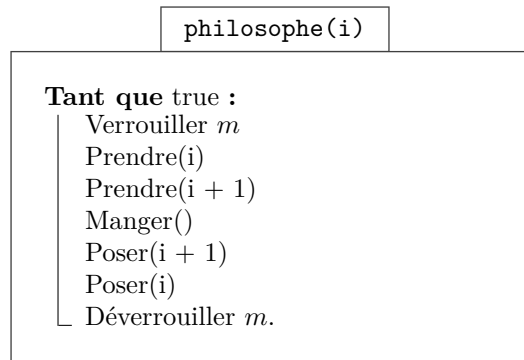 philosophe(i)
Tant que true :
Verrouiller m
Prendre(i)
Prendre(i + 1)
Manger()
Poser(i + 1)
Poser(i)
Déverrouiller m.